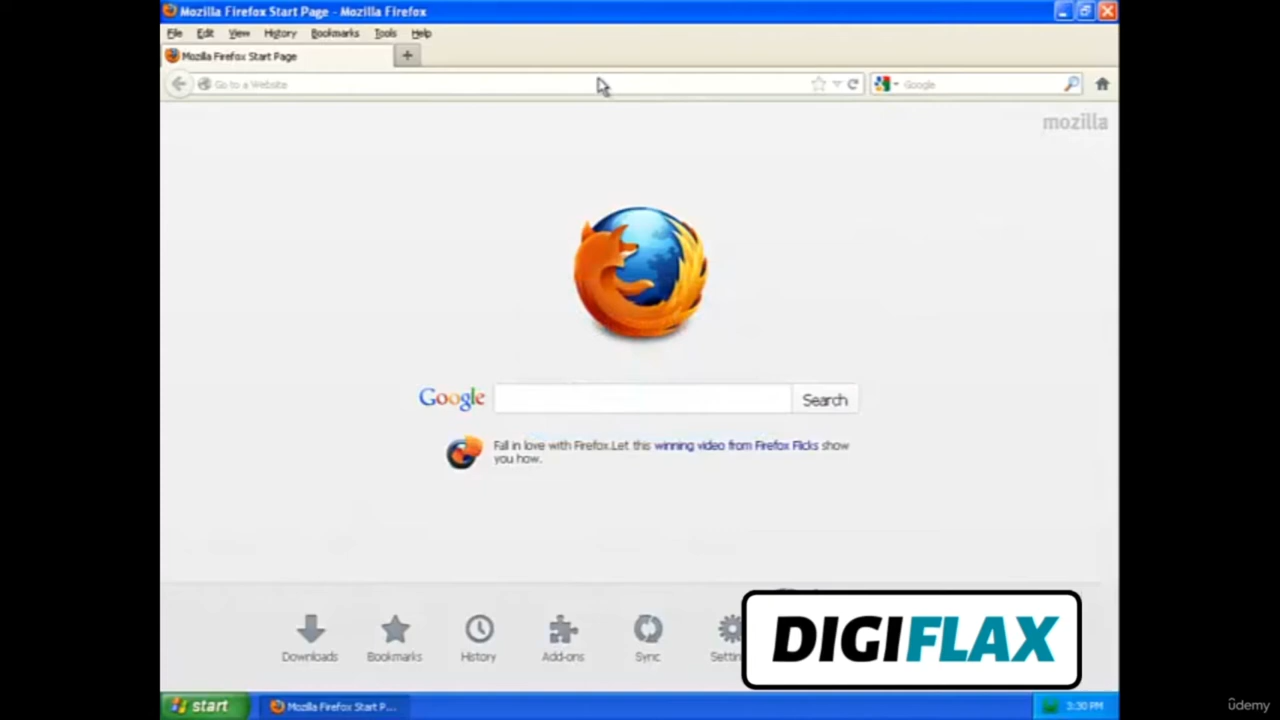 Mozilla Firefox Start Page - Mozilla Firefox
File Edit View History Bookmarks Tools Help
Mozilla Firefox Start Page
Go to a Website
Google
mozilla
Google
Search
Fall in love with Firefox.Let this winning video from Firefox Flicks show
you how.
Downloads
Bookmarks
History
Add-ons
Sync
DIGIFLAX
start
Mozilla Firefox Start P...
3:30 PM
udemy